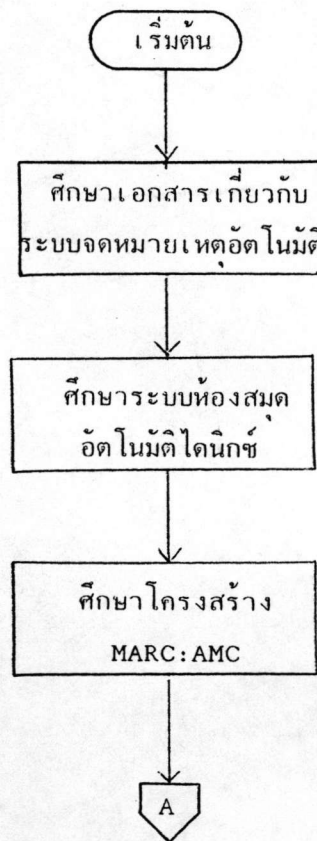 เริ่มต้น
ศึกษาเอกสารเกี่ยวกับ
ระบบจดหมายเหตุอัตโนมัติ
ศึกษาระบบห้องสมุด
อัตโนมัติไดนิกซ์
ศึกษาโครงสร้าง
MARC:AMC
A